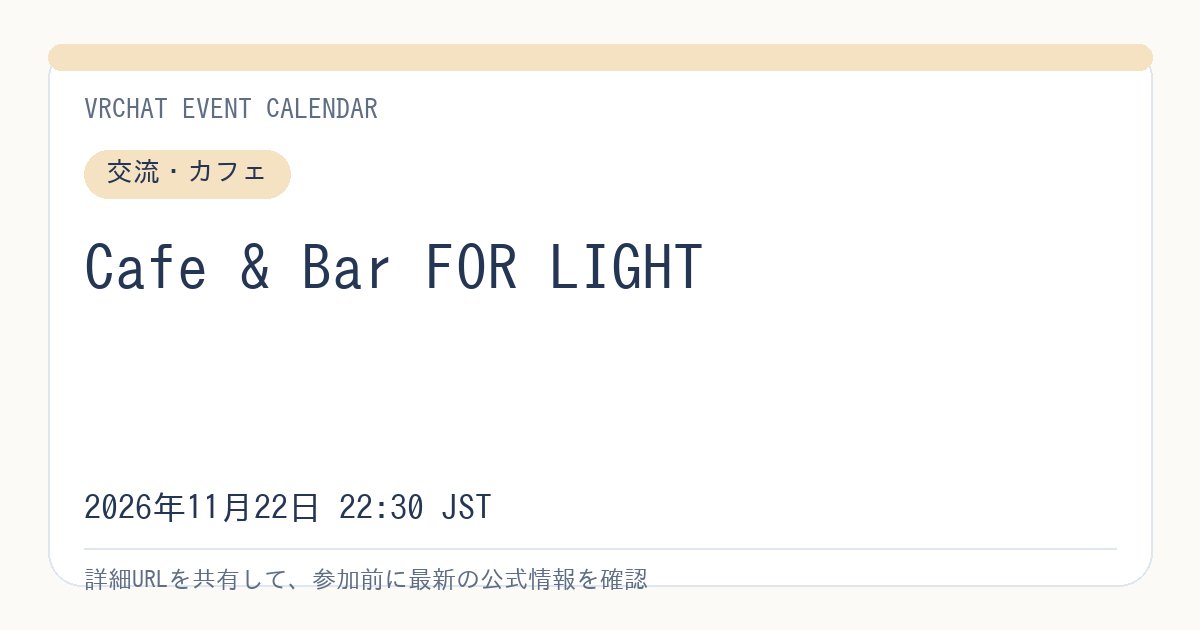 VRCHAT EVENT CALENDAR
交流・カフェ
Cafe & Bar FOR LIGHT
2026年11月22日 22:30 JST
詳細URLを共有して、参加前に最新の公式情報を確認